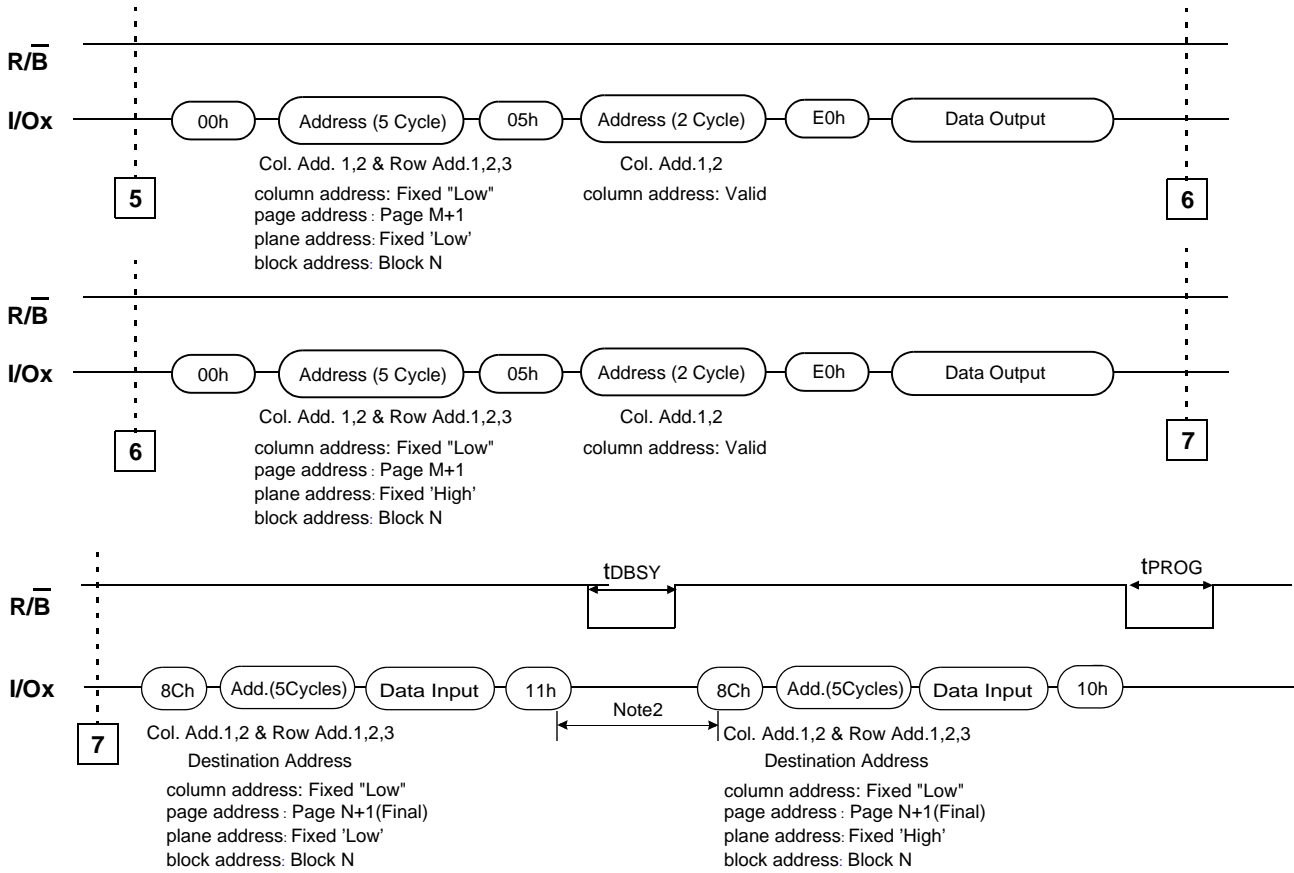 R/B
I/Ox
00h Address (5 Cycle) 05h Address (2 Cycle) E0h Data Output
Col. Add. 1,2 & Row Add.1,2,3 Col. Add.1,2
column address: Fixed "Low" column address: Valid
page address : Page M+1
plane address: Fixed 'Low'
block address: Block N
5 6
R/B
I/Ox
00h Address (5 Cycle) 05h Address (2 Cycle) E0h Data Output
Col. Add. 1,2 & Row Add.1,2,3 Col. Add.1,2
column address: Fixed "Low" column address: Valid
page address : Page M+1
plane address: Fixed 'High'
block address: Block N
6 7
tDBSY tPROG
R/B
I/Ox
8Ch Add.(5Cycles) Data Input 11h 8Ch Add.(5Cycles) Data Input 10h
Note2
7
Col. Add.1,2 & Row Add.1,2,3 Col. Add.1,2 & Row Add.1,2,3
Destination Address Destination Address
column address: Fixed "Low" column address: Fixed "Low"
page address : Page N+1(Final) page address : Page N+1(Final)
plane address: Fixed 'Low' plane address: Fixed 'High'
block address: Block N block address: Block N